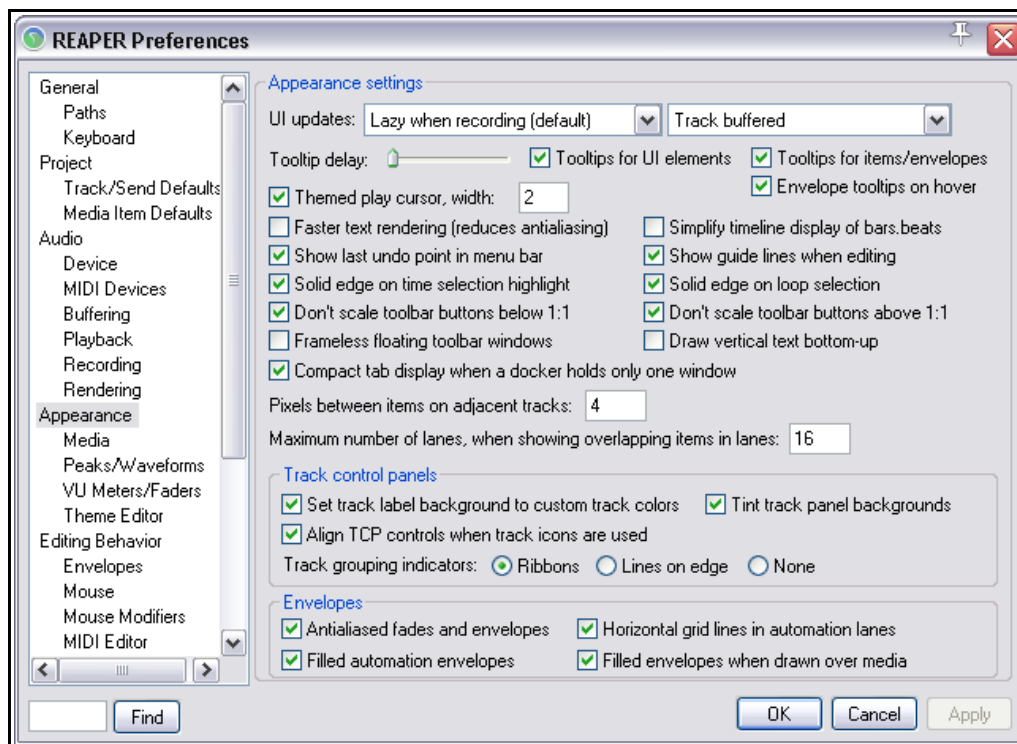 REAPER Preferences
General
Paths
Keyboard
Project
Track/Send Defaults
Media Item Defaults
Audio
Device
MIDI Devices
Buffering
Playback
Recording
Rendering
Appearance
Media
Peaks/Waveforms
VU Meters/Faders
Theme Editor
Editing Behavior
Envelopes
Mouse
Mouse Modifiers
MIDI Editor
Find
Appearance settings
UI updates: Lazy when recording (default) Track buffered
Tooltip delay: Tooltips for UI elements Tooltips for items/envelopes
Envelope tooltips on hover
Themed play cursor, width: 2
Faster text rendering (reduces antialiasing) Simplify timeline display of bars.beats
Show last undo point in menu bar Show guide lines when editing
Solid edge on time selection highlight Solid edge on loop selection
Don't scale toolbar buttons below 1:1 Don't scale toolbar buttons above 1:1
Frameless floating toolbar windows Draw vertical text bottom-up
Compact tab display when a docker holds only one window
Pixels between items on adjacent tracks: 4
Maximum number of lanes, when showing overlapping items in lanes: 16
Track control panels
Set track label background to custom track colors Tint track panel backgrounds
Align TCP controls when track icons are used
Track grouping indicators: Ribbons Lines on edge None
Envelopes
Antialiased fades and envelopes Horizontal grid lines in automation lanes
Filled automation envelopes Filled envelopes when drawn over media
OK Cancel Apply